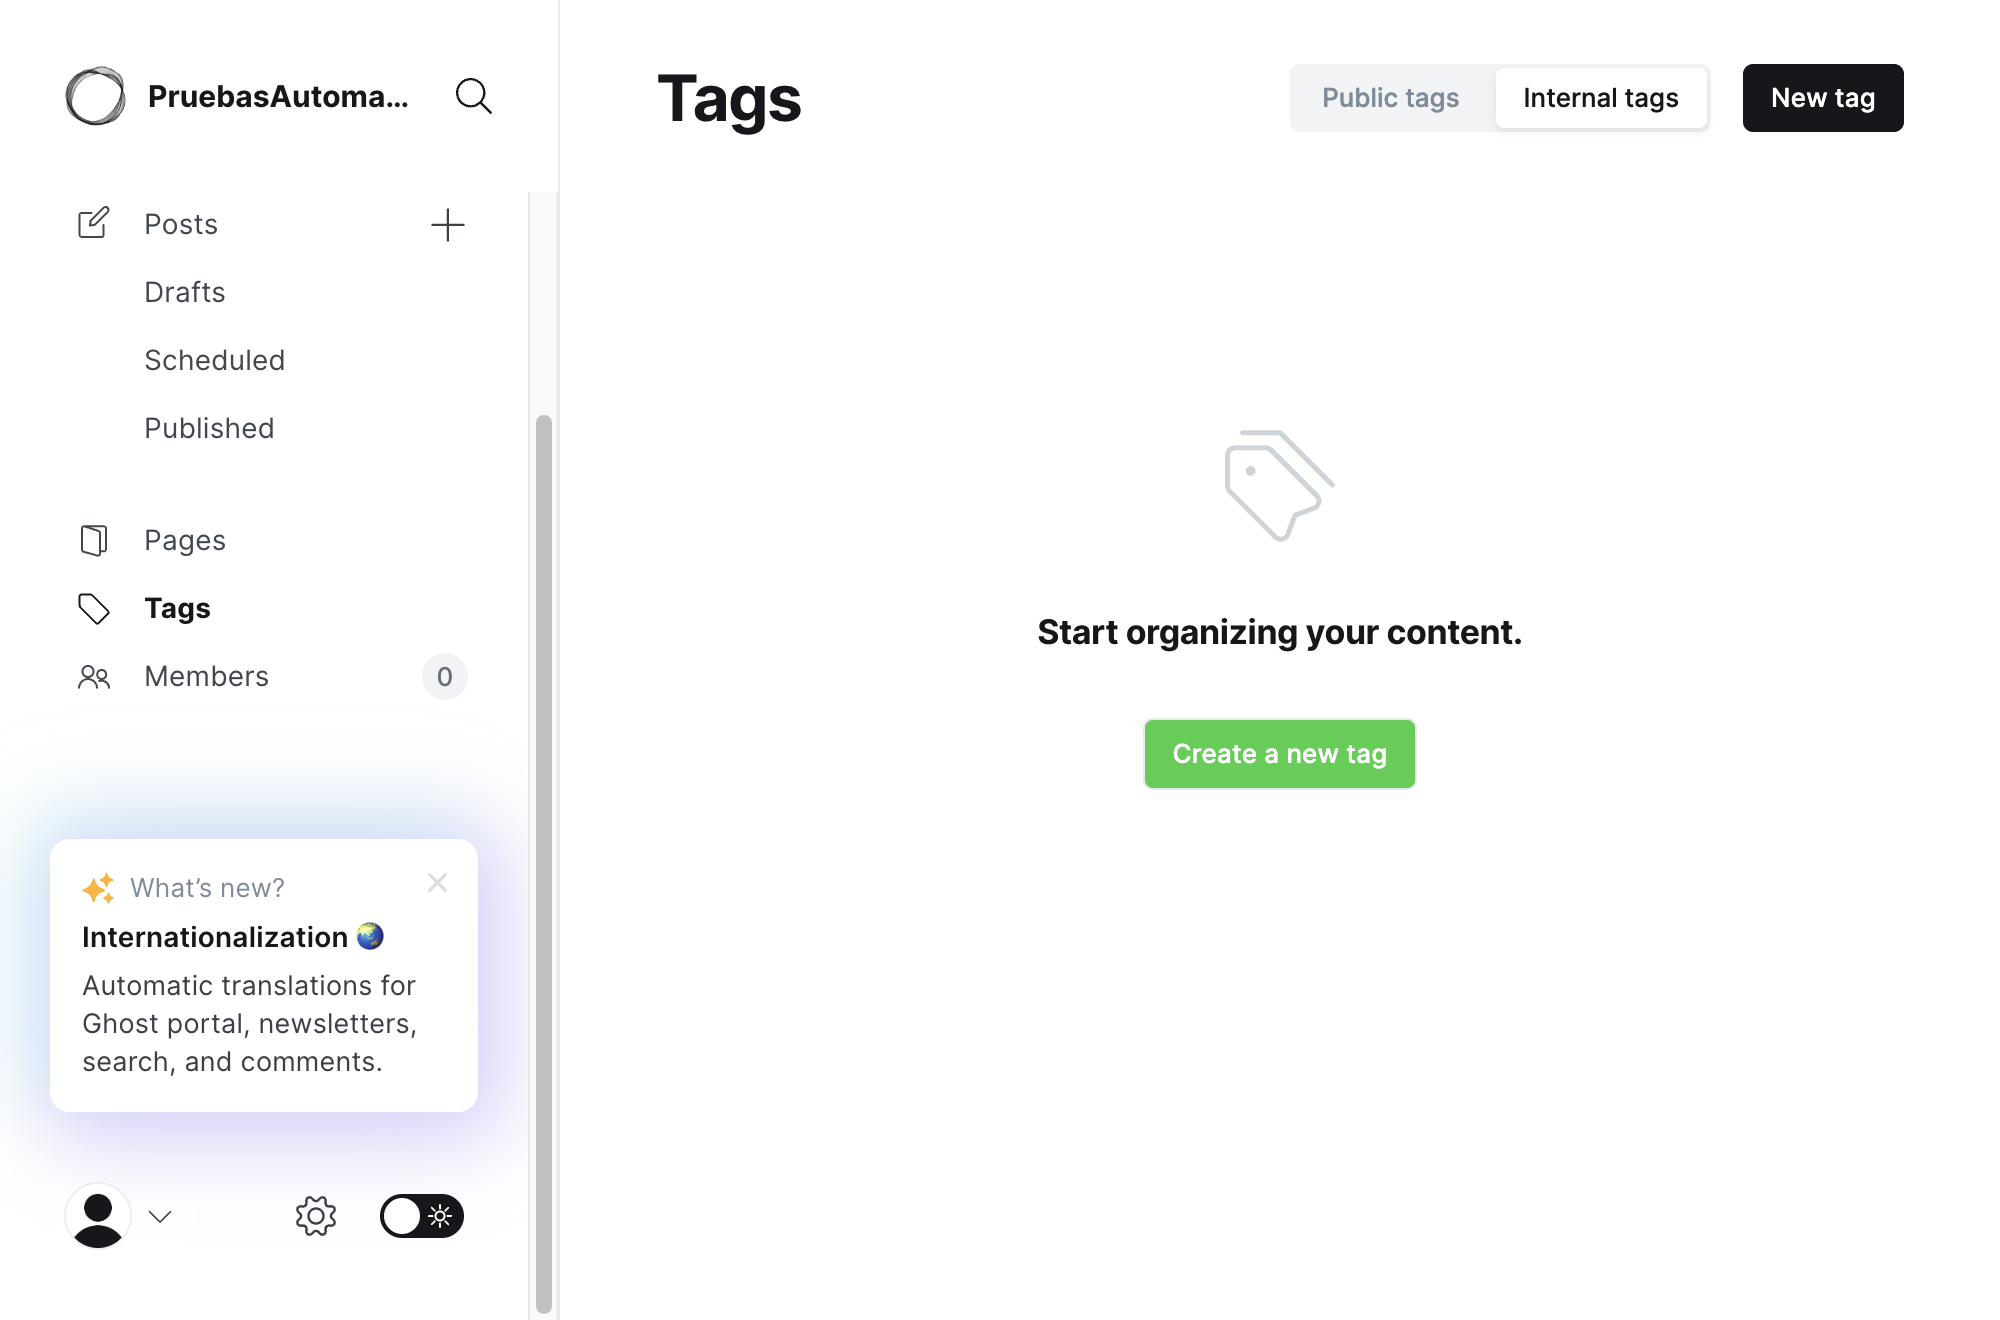 PruebasAutoma...
Posts
Drafts
Scheduled
Published
Pages
Tags
Members
0
What's new?
Internationalization 🌏
Automatic translations for
Ghost portal, newsletters,
search, and comments.
Tags
Public tags
Internal tags
New tag
Start organizing your content.
Create a new tag